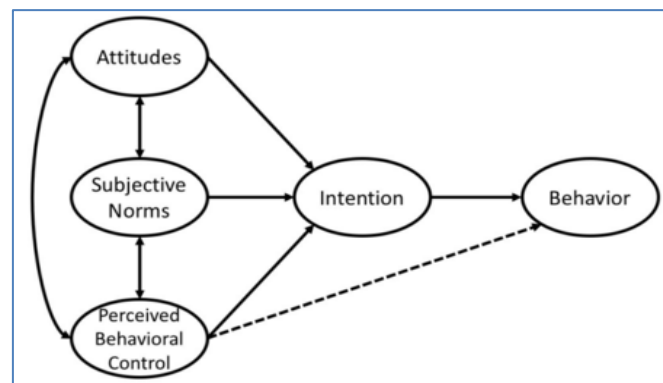 Attitudes
Subjective
Norms
Intention
Behavior
Perceived
Behavioral
Control